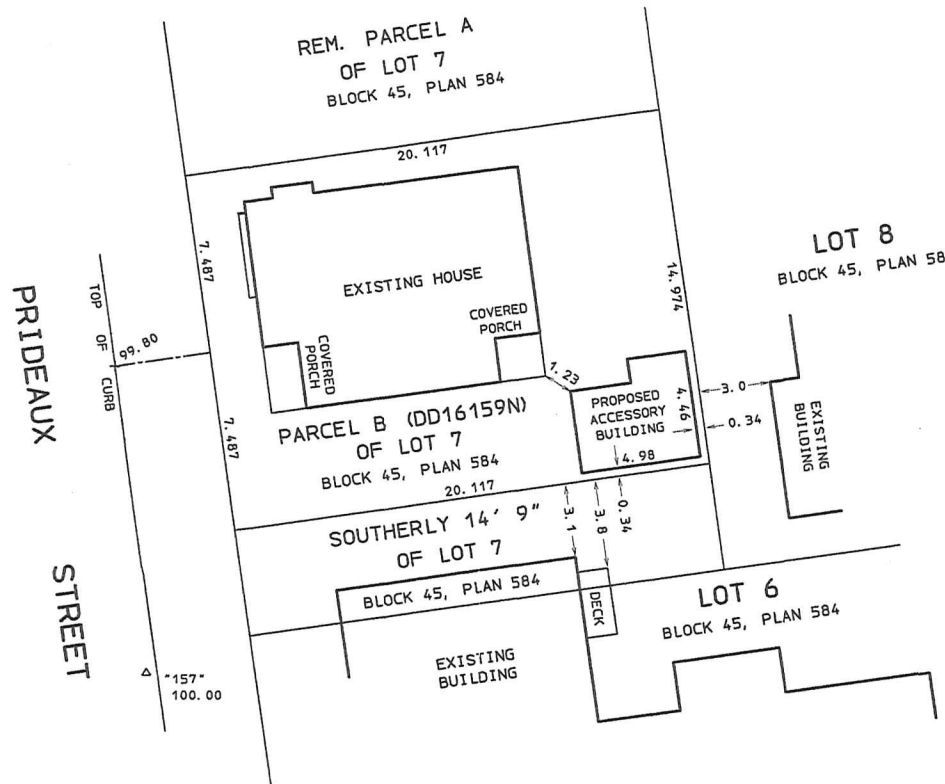 REM. PARCEL A
OF LOT 7
BLOCK 45, PLAN 584
20.117
7.487
EXISTING HOUSE
COVERED
PORCH
COVERED
PORCH
14.974
LOT 8
BLOCK 45, PLAN 58
PRIDEAUX
STREET
TOP OF CURB
99.80
7.487
1.23
PROPOSED
ACCESSORY
BUILDING
4.46
4.98
3.0
0.34
EXISTING
BUILDING
PARCEL B (DD16159N)
OF LOT 7
BLOCK 45, PLAN 584
20.117
SOUTHERLY 14' 9"
OF LOT 7
BLOCK 45, PLAN 584
3.1
3.8
0.34
DECK
LOT 6
BLOCK 45, PLAN 584
EXISTING
BUILDING
"157"
100.00